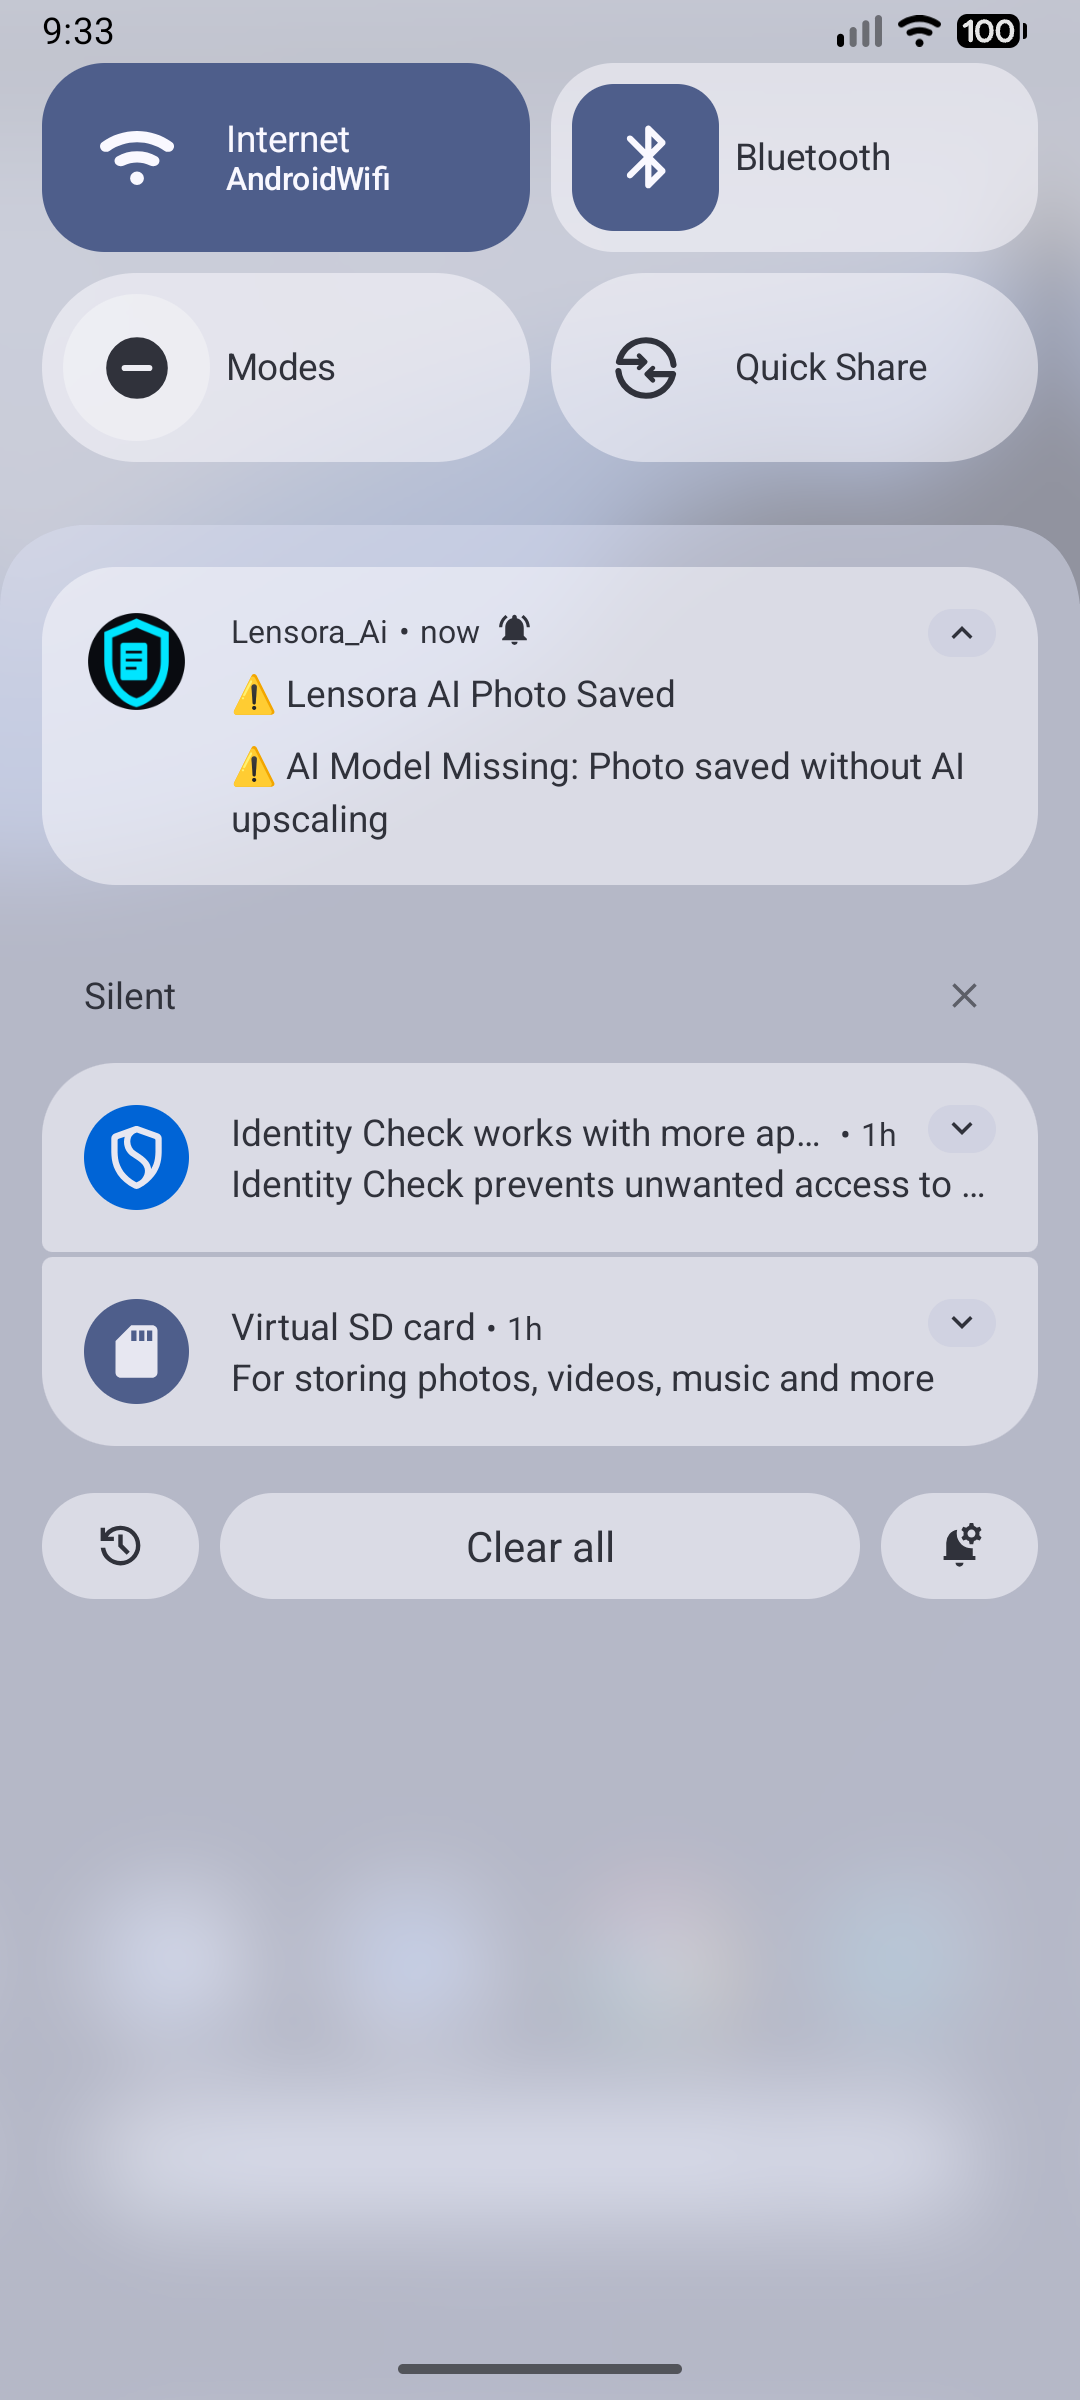 9:33
100
Internet
AndroidWifi
Bluetooth
Modes
Quick Share
Lensora_Ai • now
⚠️ Lensora AI Photo Saved
⚠️ AI Model Missing: Photo saved without AI
upscaling
Silent
Identity Check works with more ap… • 1h
Identity Check prevents unwanted access to …
Virtual SD card • 1h
For storing photos, videos, music and more
Clear all